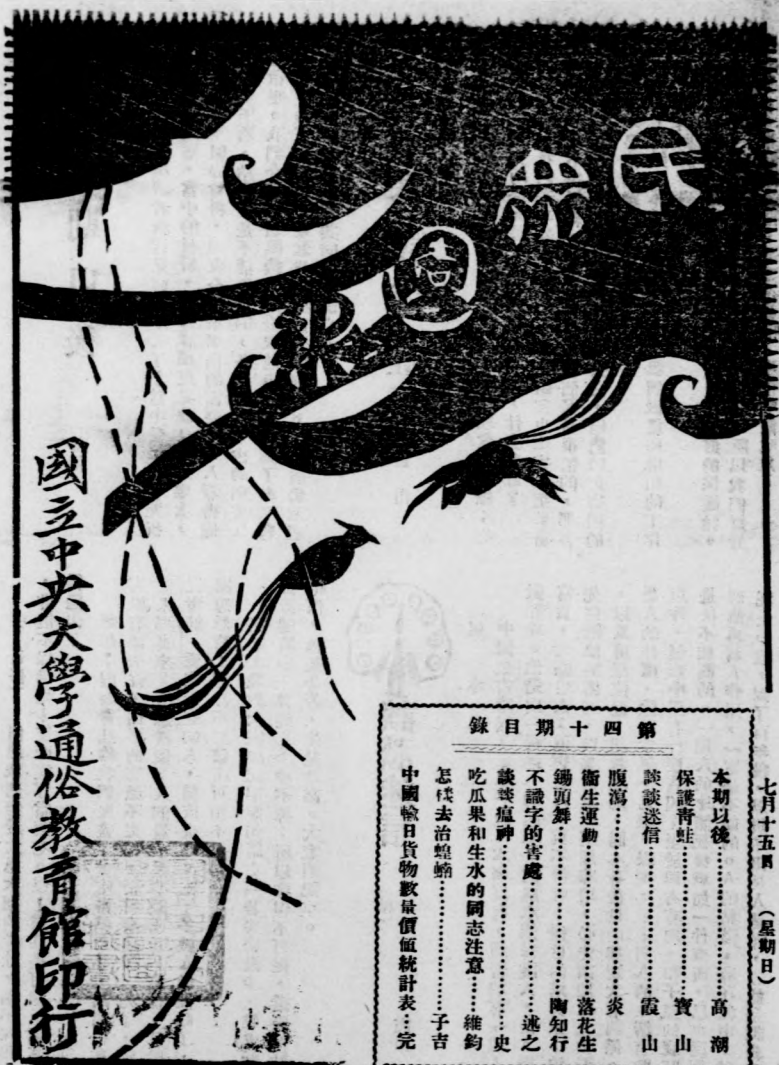 民眾週報
七月十五日　（星期日）
第四十期目錄
本期以後……………高潮
保護青蛙……………寶山
談談迷信……………霞山
腹瀉……………炎
衞生運動……………落花生
鋤頭舞……………陶知行
不識字的害處……………述之
談談瘟神……………史
吃瓜果和生水的同志注意……維鈞
怎樣去治蝗蝻……………子吉
中國輸日貨物數量價值統計表…完
國立中央大學通俗教育館印行